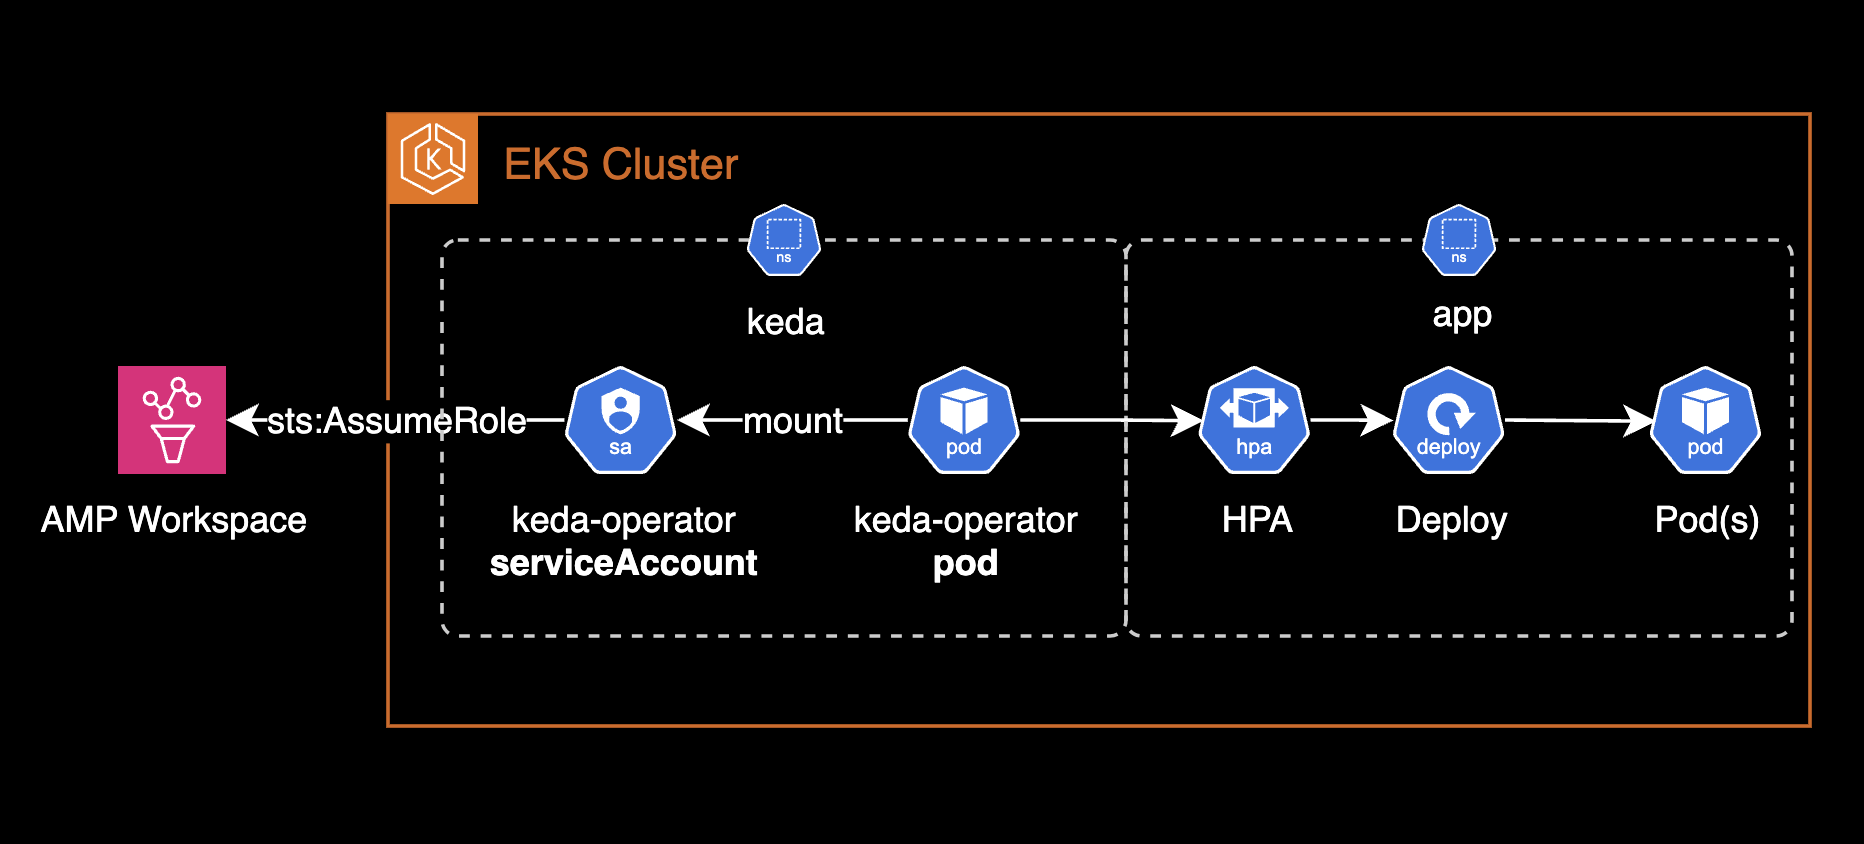 K
EKS Cluster
ns
ns
keda
app
sts:AssumeRole
mount
sa
pod
hpa
deploy
pod
AMP Workspace
keda-operator
serviceAccount
keda-operator
pod
HPA
Deploy
Pod(s)